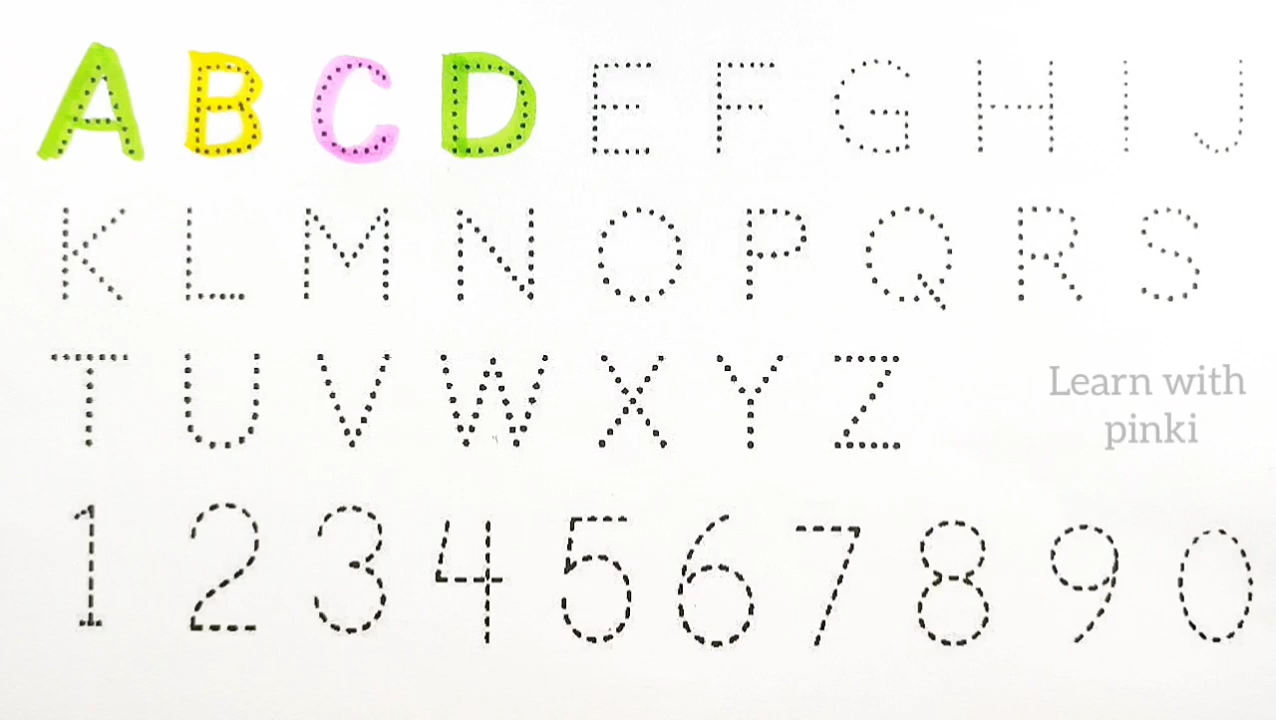 A B C D E F G H I J
K L M N O P Q R S
T U V W X Y Z
Learn with
pinki
1 2 3 4 5 6 7 8 9 0